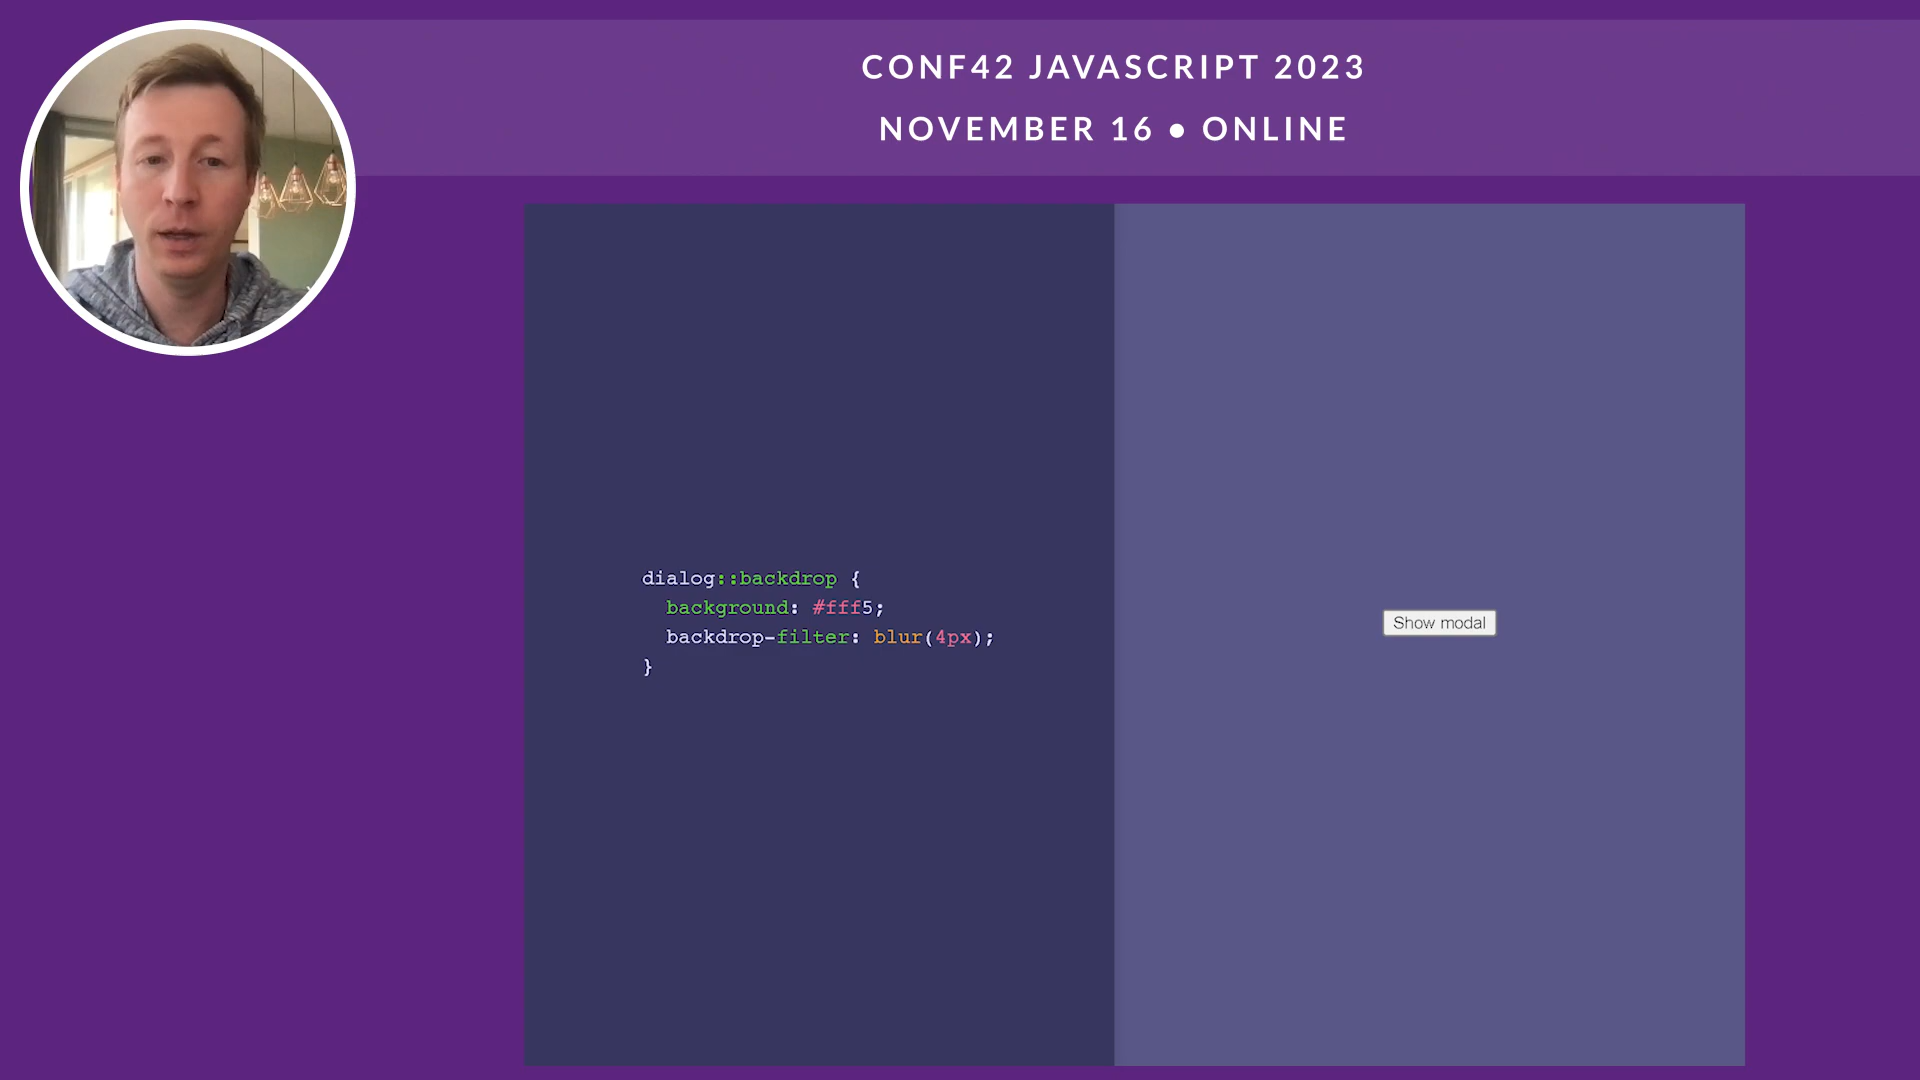 CONF42 JAVASCRIPT 2023
NOVEMBER 16 • ONLINE
dialog::backdrop {
  background: #fff5;
  backdrop-filter: blur(4px);
}
Show modal